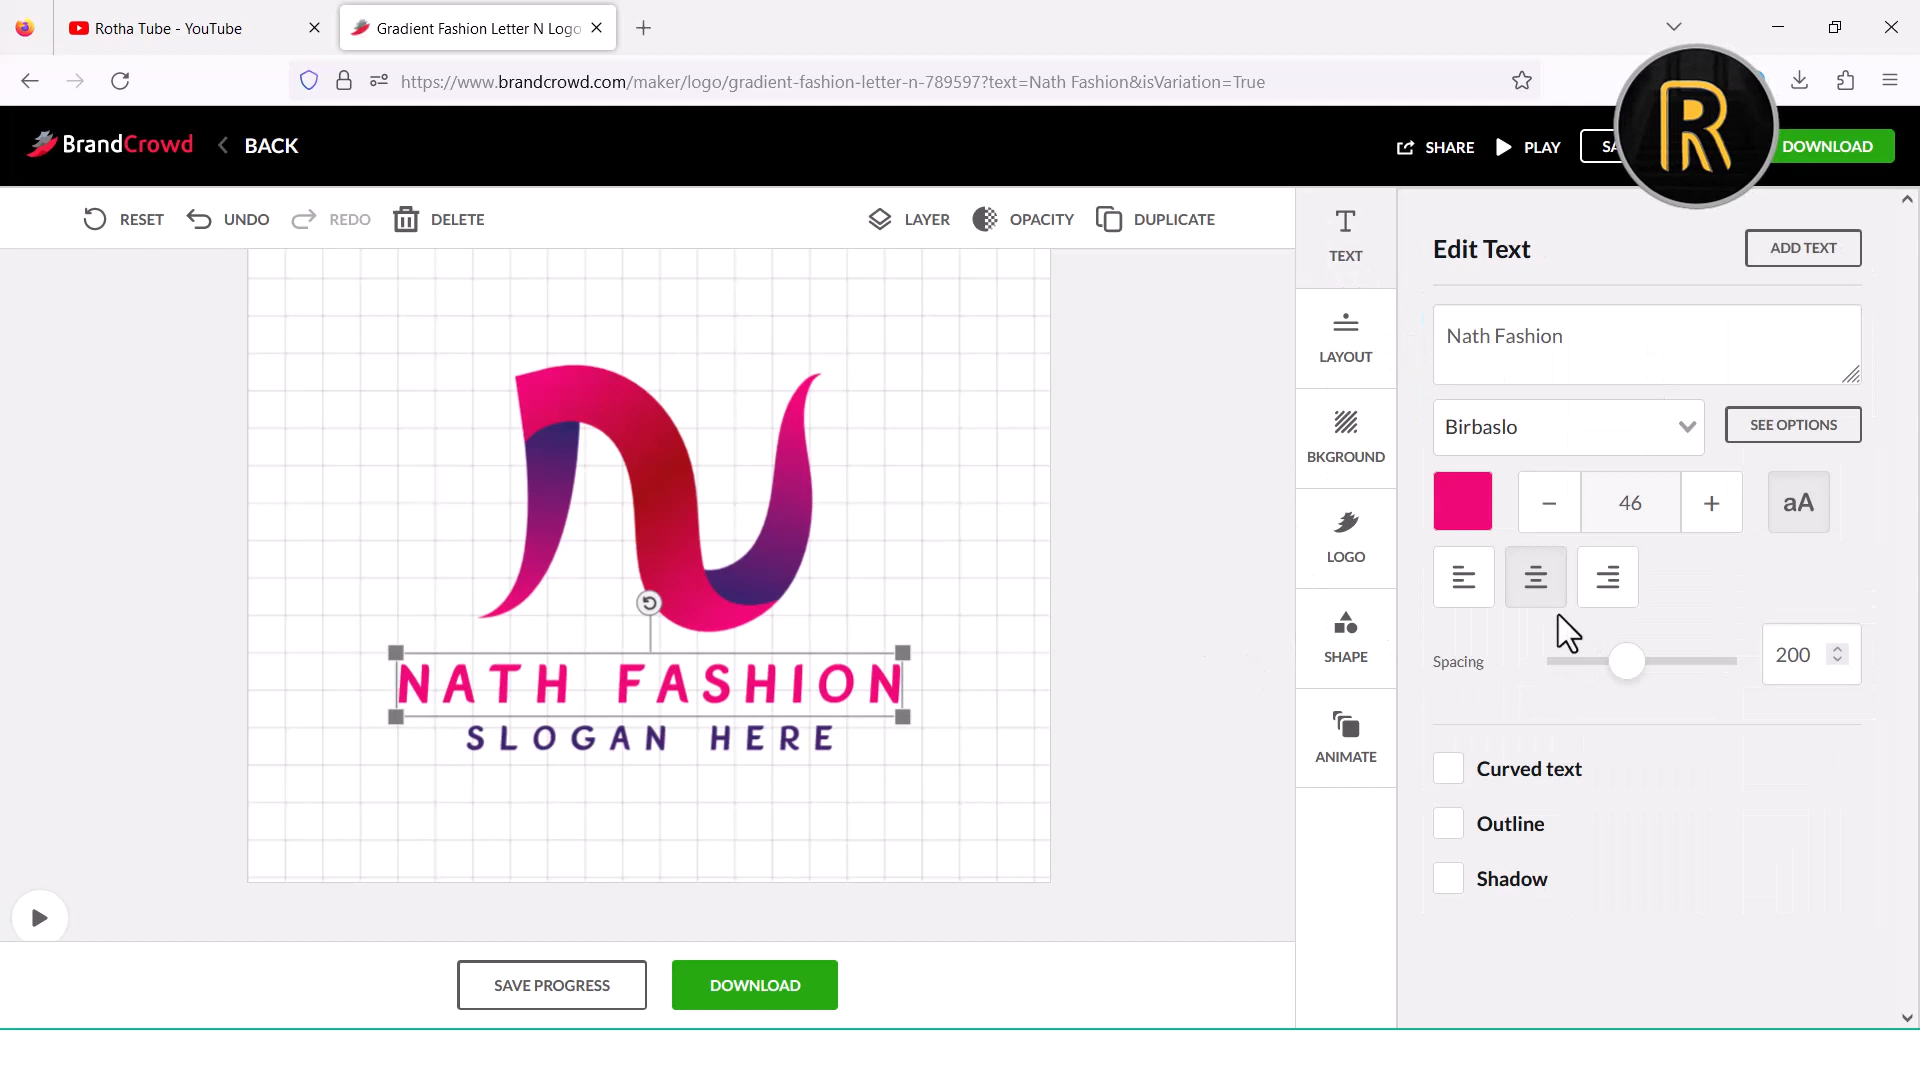 Rotha Tube - YouTube
Gradient Fashion Letter N Logo
https://www.brandcrowd.com/maker/logo/gradient-fashion-letter-n-789597?text=Nath Fashion&isVariation=True
BrandCrowd
BACK
SHARE
PLAY
SA
DOWNLOAD
R
RESET
UNDO
REDO
DELETE
LAYER
OPACITY
DUPLICATE
TEXT
LAYOUT
BKGROUND
LOGO
SHAPE
ANIMATE
Edit Text
ADD TEXT
Nath Fashion
Birbaslo
SEE OPTIONS
46
aA
Spacing
200
Curved text
Outline
Shadow
NATH FASHION
SLOGAN HERE
SAVE PROGRESS
DOWNLOAD